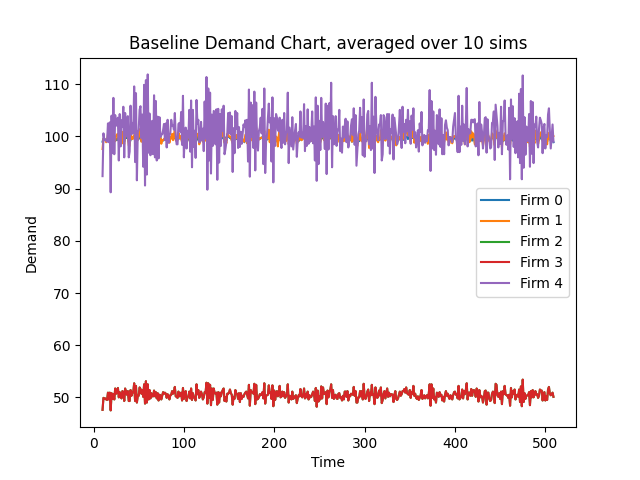 Baseline Demand Chart, averaged over 10 sims
110
100
90
80
70
60
50
Demand
Firm 0
Firm 1
Firm 2
Firm 3
Firm 4
0
100
200
300
400
500
Time